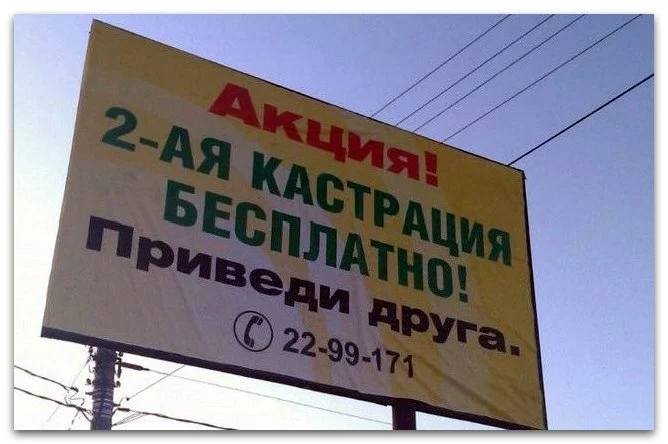 Акция!
2-АЯ КАСТРАЦИЯ
БЕСПЛАТНО!
Приведи друга.
22-99-171